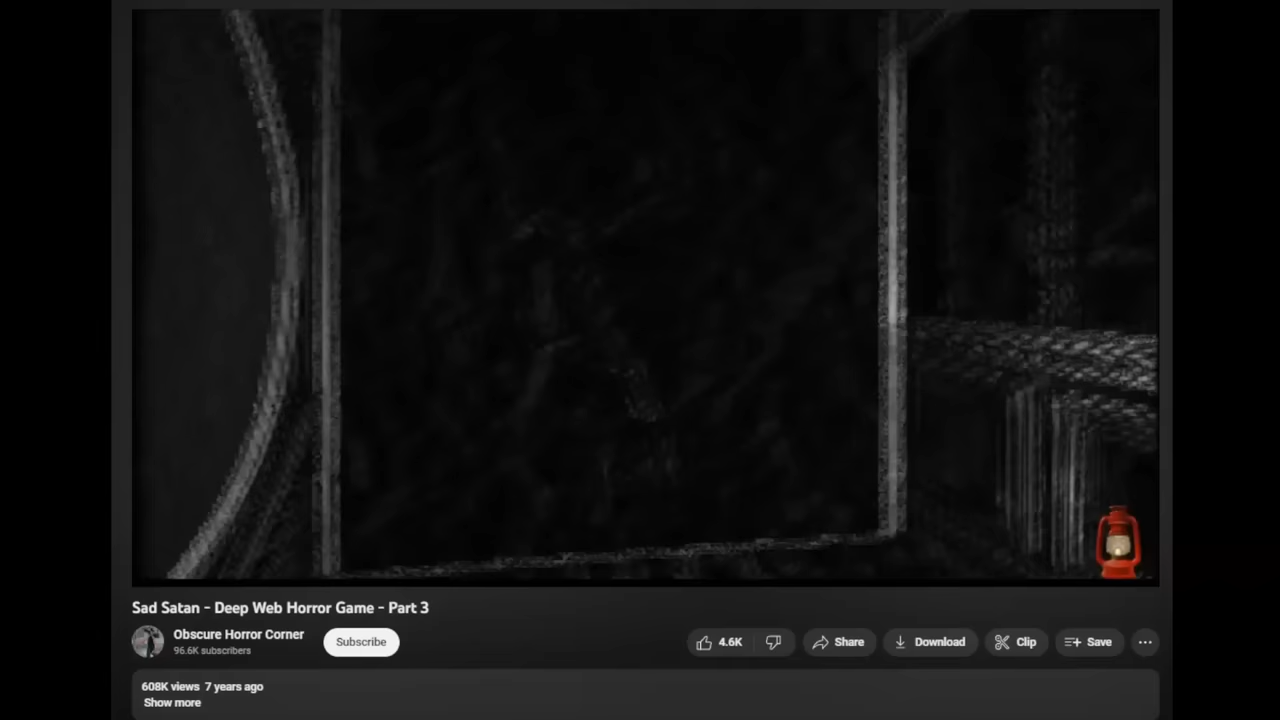 Sad Satan - Deep Web Horror Game - Part 3
Obscure Horror Corner
96.6K subscribers
Subscribe
4.6K
Share
Download
Clip
Save
608K views 7 years ago
Show more